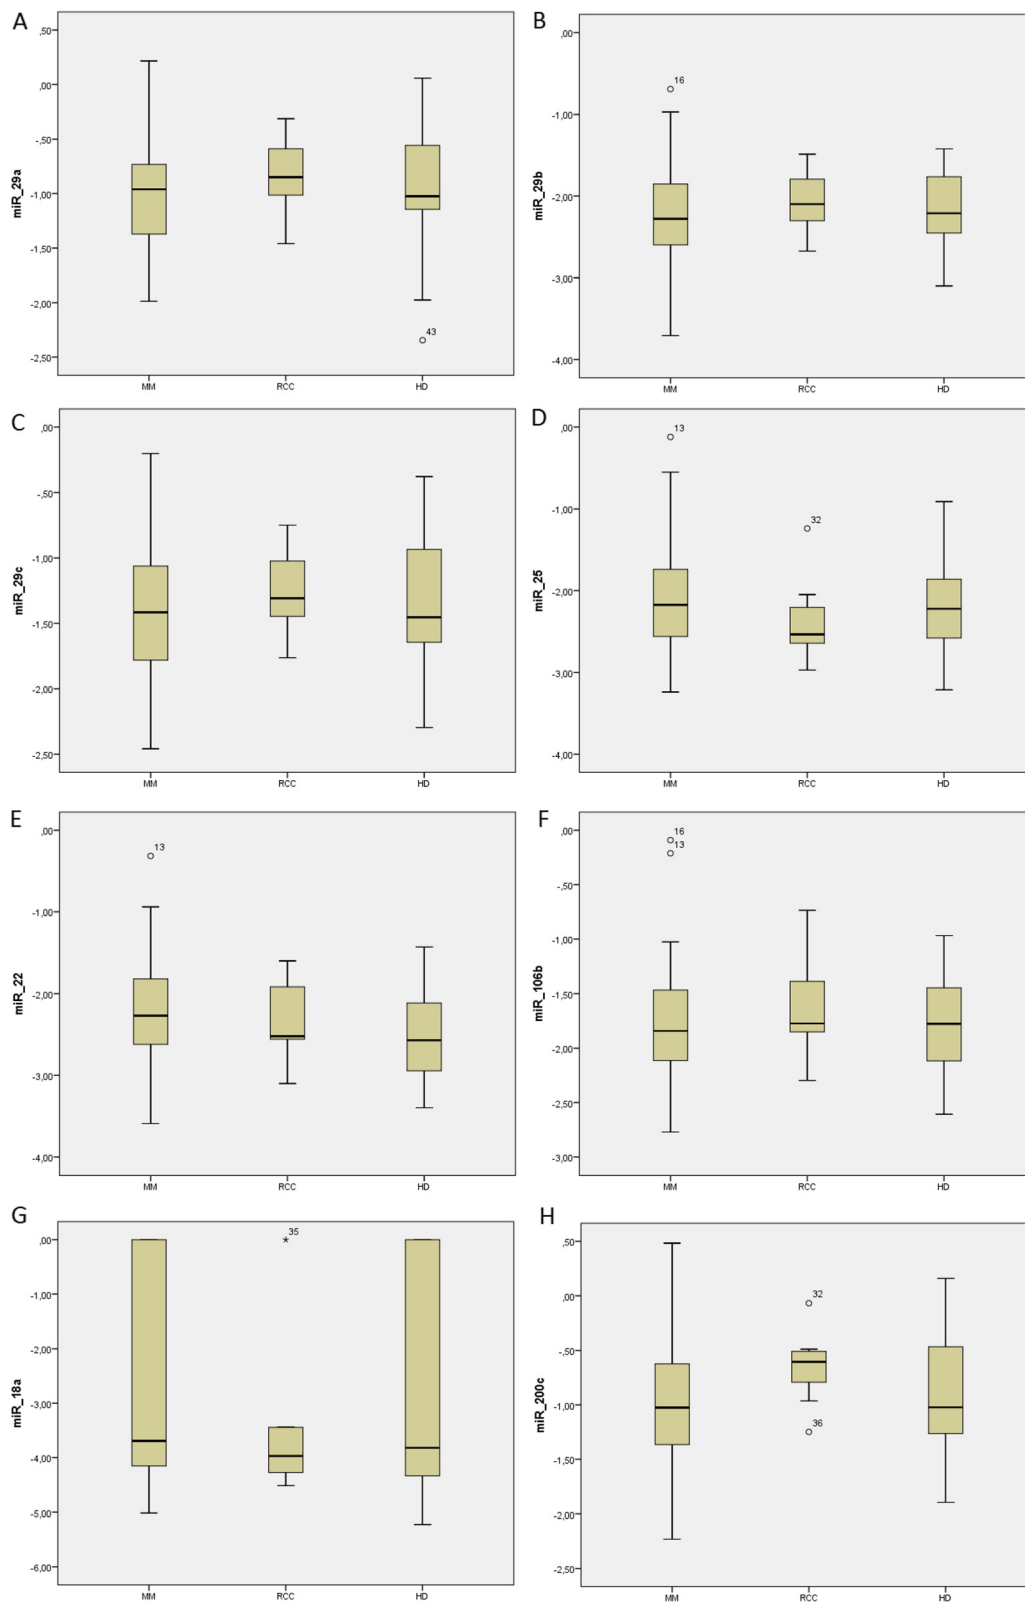 A
,50
,00
-,50
-1,00
-1,50
-2,00
-2,50
miR_29a
43
MM RCC HD
B
,00
-1,00
-2,00
-3,00
-4,00
miR_29b
16
MM RCC HD
C
,00
-,50
-1,00
-1,50
-2,00
-2,50
miR_29c
MM RCC HD
D
,00
-1,00
-2,00
-3,00
-4,00
miR_25
13
32
MM RCC HD
E
,00
-1,00
-2,00
-3,00
-4,00
miR_22
13
MM RCC HD
F
,00
-,50
-1,00
-1,50
-2,00
-2,50
-3,00
miR_106b
16
13
MM RCC HD
G
,00
-1,00
-2,00
-3,00
-4,00
-5,00
-6,00
miR_18a
35
MM RCC HD
H
,50
,00
-,50
-1,00
-1,50
-2,00
-2,50
miR_200c
32
36
MM RCC HD